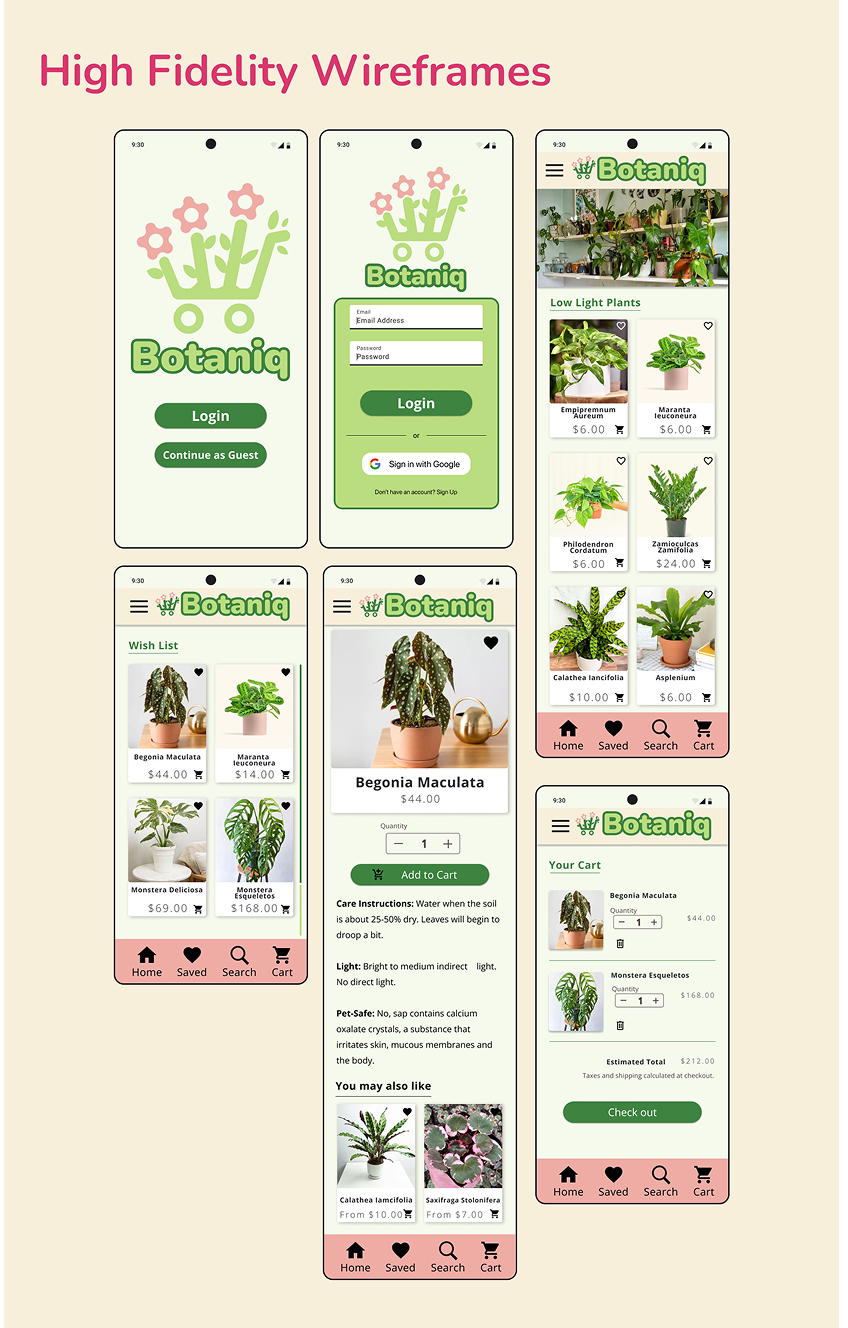 High Fidelity Wireframes
9:30
Botaniq
Login
Continue as Guest
9:30
Botaniq
Email
Email Address
Password
Password
Login
or
Sign in with Google
Don't have an account? Sign Up
9:30
Botaniq
Low Light Plants
Empipremnum
Aureum
$6.00
Maranta
leuconeura
$6.00
Philodendron
Cordatum
$6.00
Zamioculcas
Zamifolia
$24.00
Calathea lancifolia
$10.00
Asplenium
$6.00
Home Saved Search Cart
9:30
Botaniq
Wish List
Begonia Maculata
$44.00
Maranta
leuconeura
$14.00
Monstera Deliciosa
$69.00
Monstera
Esqueletos
$168.00
Home Saved Search Cart
9:30
Botaniq
Begonia Maculata
$44.00
Quantity
− 1 +
Add to Cart
Care Instructions: Water when the soil
is about 25-50% dry. Leaves will begin to
droop a bit.
Light: Bright to medium indirect light.
No direct light.
Pet-Safe: No, sap contains calcium
oxalate crystals, a substance that
irritates skin, mucous membranes and
the body.
You may also like
Calathea lamcifolia
From $10.00
Saxifraga Stolonifera
From $7.00
Home Saved Search Cart
9:30
Botaniq
Your Cart
Begonia Maculata
Quantity
− 1 +
$44.00
Monstera Esqueletos
Quantity
− 1 +
$168.00
Estimated Total $212.00
Taxes and shipping calculated at checkout.
Check out
Home Saved Search Cart